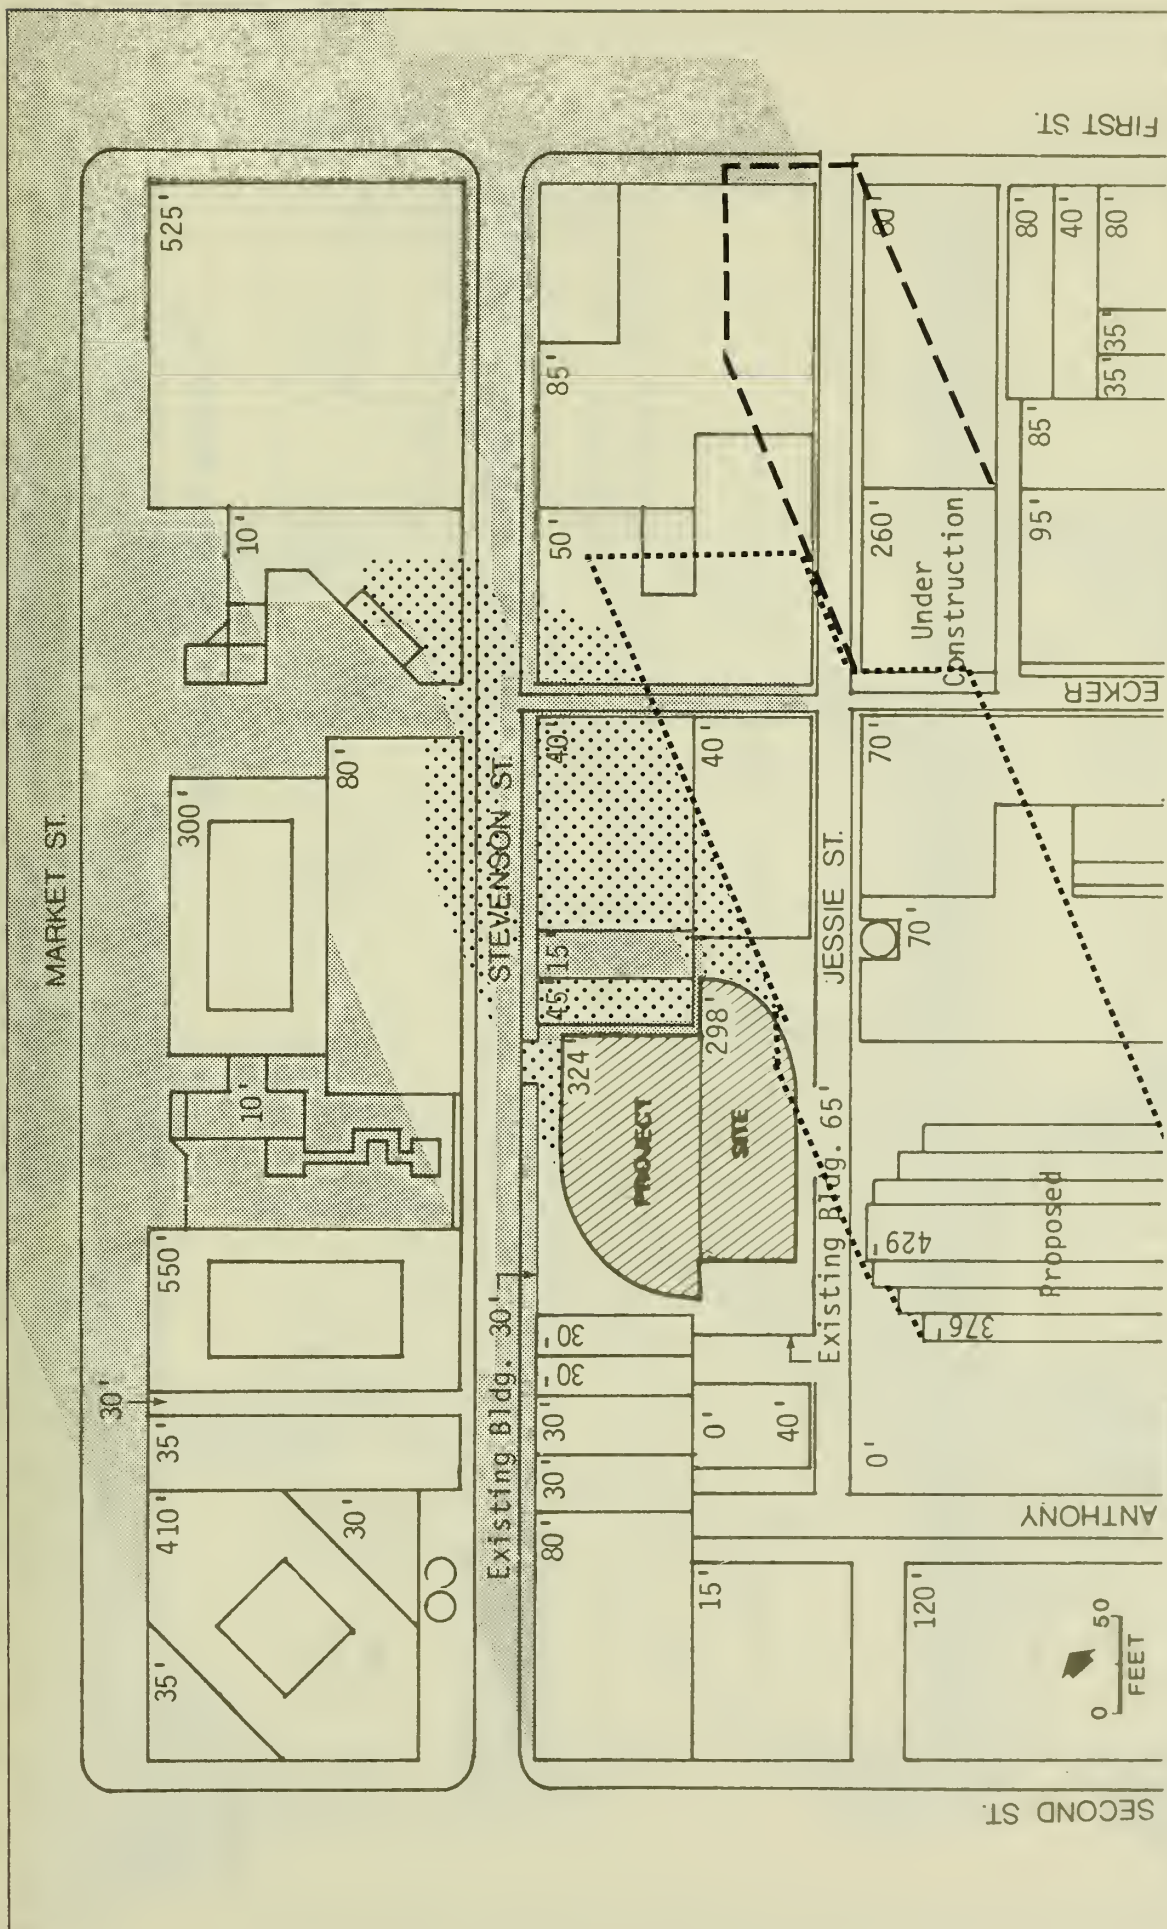 MARKET ST.
525'
10'
300'
80'
10'
550'
30'
35'
410'
30'
35'
STEVENSON ST.
Existing Bldg. 30'
85'
50'
40'
40'
15'
45'
324'
298'
PROJECT
SITE
30'
30'
30'
30'
80'
0'
40'
15'
Existing Bldg. 65'
JESSIE ST.
FIRST ST.
80'
260'
Under
Construction
80'
40'
80'
35'
35'
85'
95'
ECKER
70'
70'
429'
376'
Proposed
0'
ANTHONY
120'
0 50
FEET
SECOND ST.